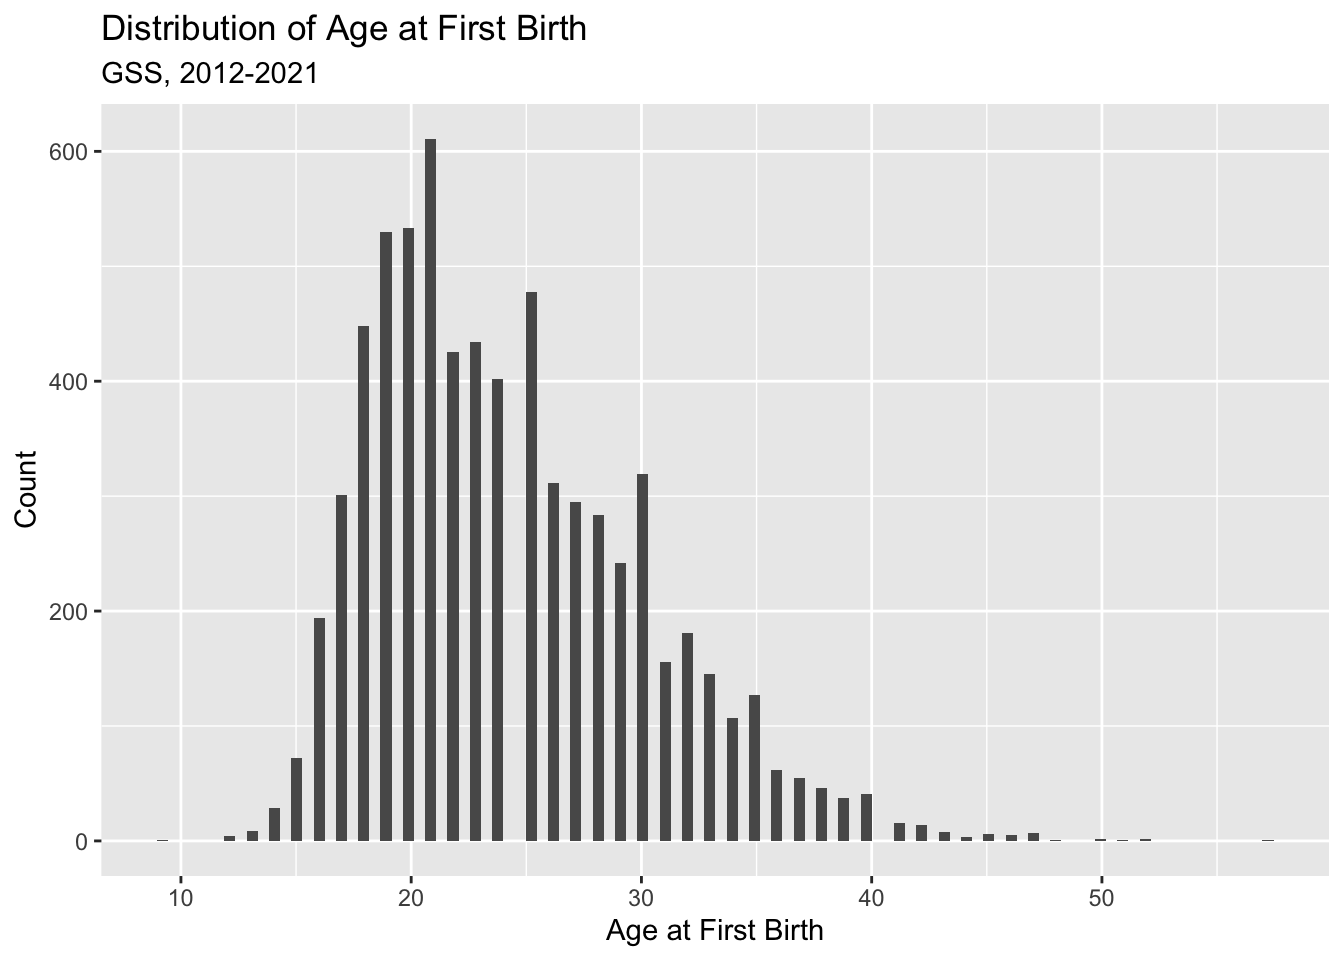 Distribution of Age at First Birth
GSS, 2012-2021
600
400
200
0
Count
10 20 30 40 50
Age at First Birth